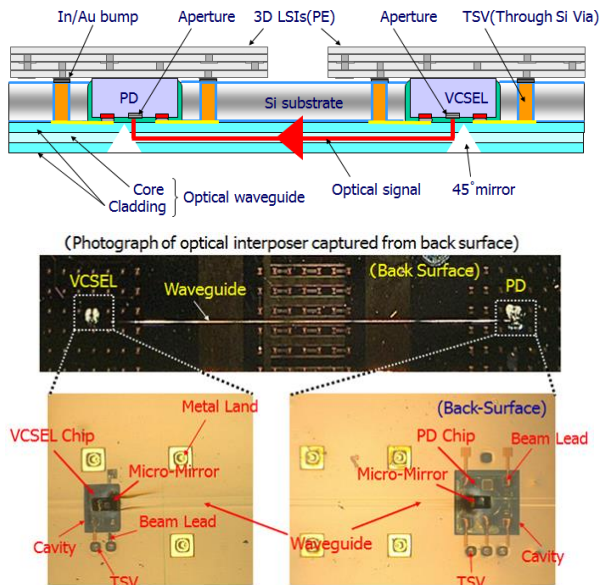 In/Au bump
Aperture
3D LSIs(PE)
Aperture
TSV(Through Si Via)
PD
Si substrate
VCSEL
Core
Cladding
Optical waveguide
Optical signal
45°mirror
(Photograph of optical interposer captured from back surface)
VCSEL
Waveguide
(Back Surface)
PD
Metal Land
VCSEL Chip
Micro-Mirror
Beam Lead
Cavity
TSV
(Back-Surface)
PD Chip
Beam Lead
Micro-Mirror
Waveguide
Cavity
TSV